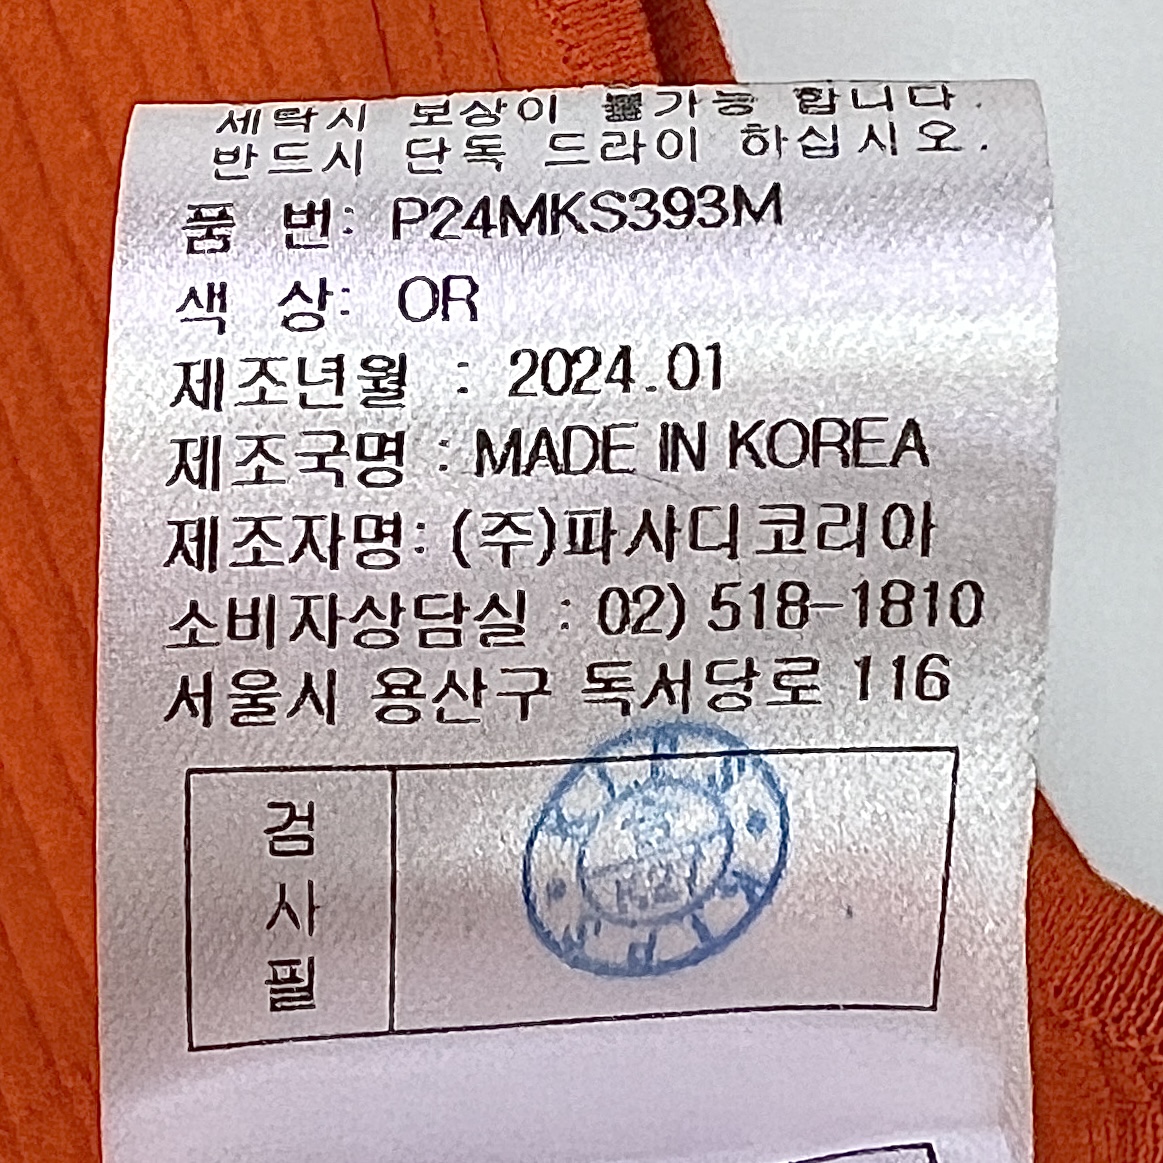 세탁시 보상이 불가능 합니다.
반드시 단독 드라이 하십시오.
품 번: P24MKS393M
색 상: OR
제조년월 : 2024.01
제조국명 : MADE IN KOREA
제조자명: (주)파사디코리아
소비자상담실 : 02) 518-1810
서울시 용산구 독서당로 116
검
사
필